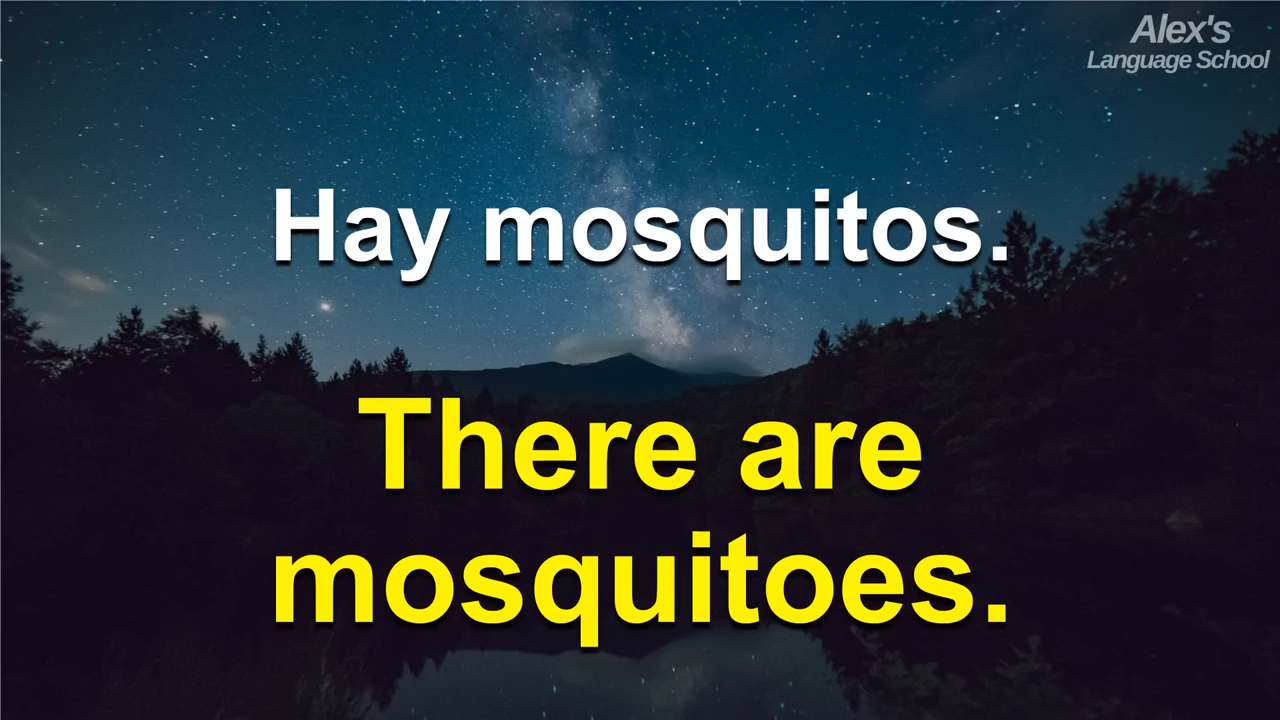 Alex's
Language School
Hay mosquitos.
There are
mosquitoes.